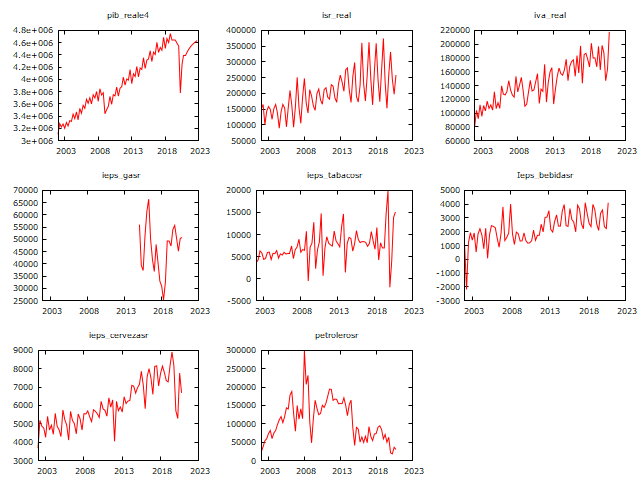 pib_reale4
4.8e+006
4.6e+006
4.4e+006
4.2e+006
4e+006
3.8e+006
3.6e+006
3.4e+006
3.2e+006
3e+006
2003 2008 2013 2018 2023
isr_real
400000
350000
300000
250000
200000
150000
100000
50000
2003 2008 2013 2018 2023
iva_real
220000
200000
180000
160000
140000
120000
100000
80000
60000
2003 2008 2013 2018 2023
ieps_gasr
70000
65000
60000
55000
50000
45000
40000
35000
30000
25000
2003 2008 2013 2018 2023
ieps_tabacosr
20000
15000
10000
5000
0
-5000
2003 2008 2013 2018 2023
Ieps_bebidasr
5000
4000
3000
2000
1000
0
-1000
-2000
-3000
2003 2008 2013 2018 2023
ieps_cervezasr
9000
8000
7000
6000
5000
4000
3000
2003 2008 2013 2018 2023
petrolerosr
300000
250000
200000
150000
100000
50000
0
2003 2008 2013 2018 2023